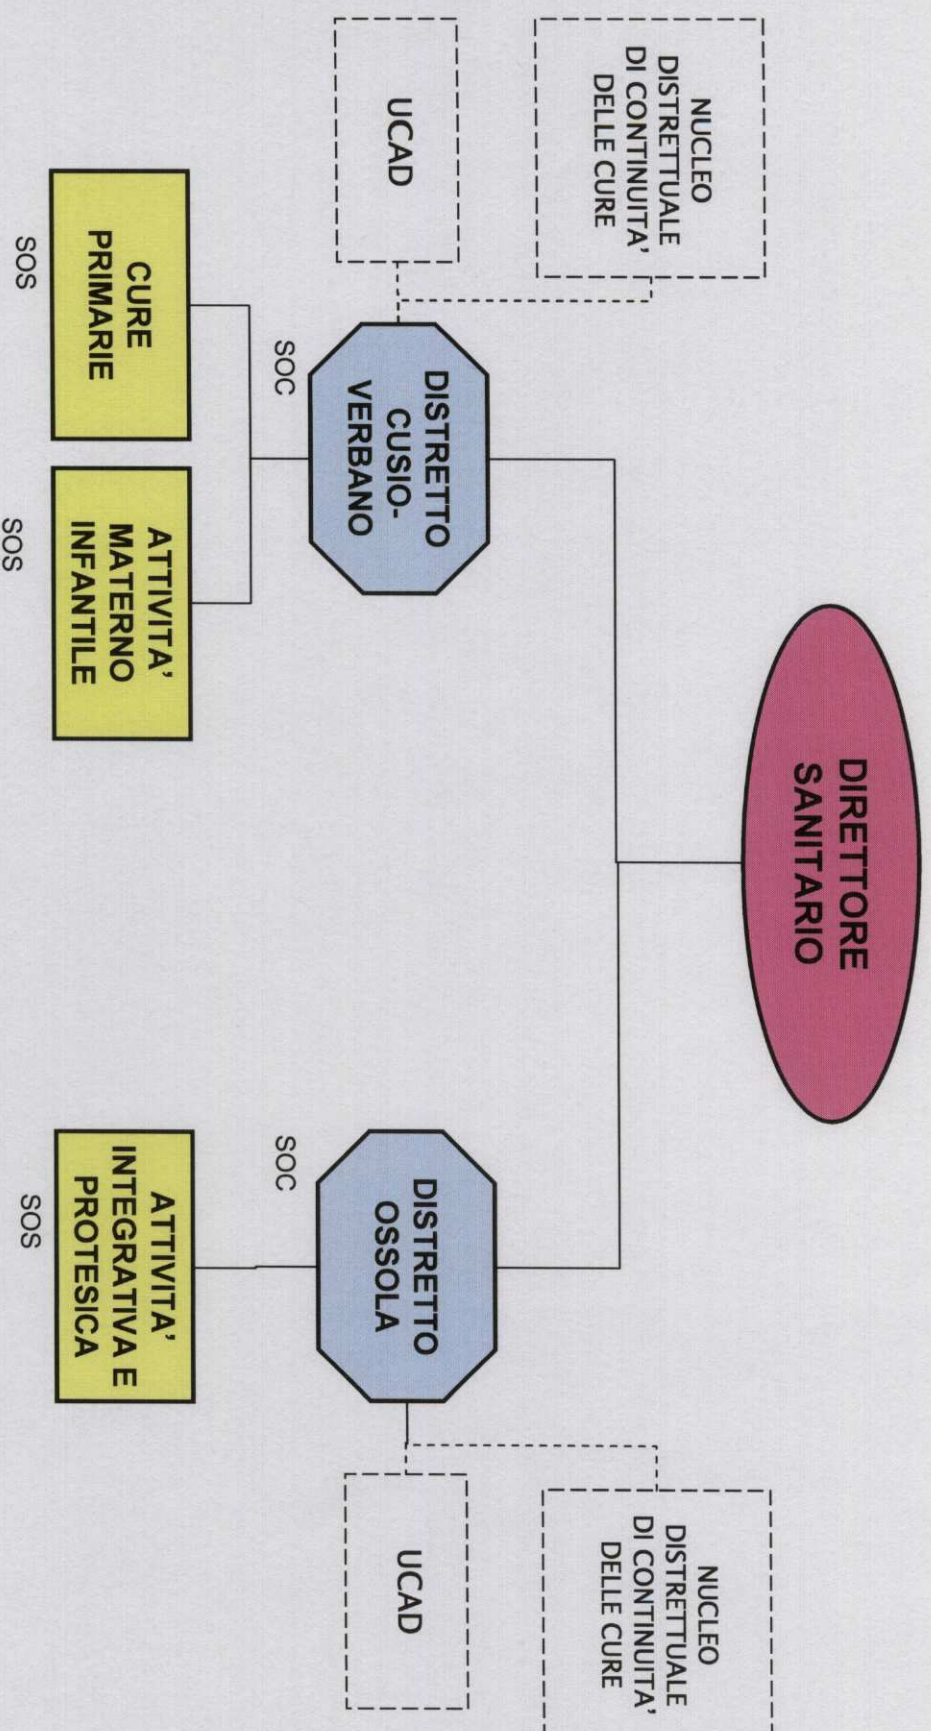 DIRETTORE
SANITARIO
NUCLEO
DISTRETTUALE
DI CONTINUITA'
DELLE CURE
UCAD
DISTRETTO
CUSIO-
VERBANO
SOC
CURE
PRIMARIE
SOS
ATTIVITA'
MATERNO
INFANTILE
SOS
NUCLEO
DISTRETTUALE
DI CONTINUITA'
DELLE CURE
UCAD
DISTRETTO
OSSOLA
SOC
ATTIVITA'
INTEGRATIVA E
PROTESICA
SOS